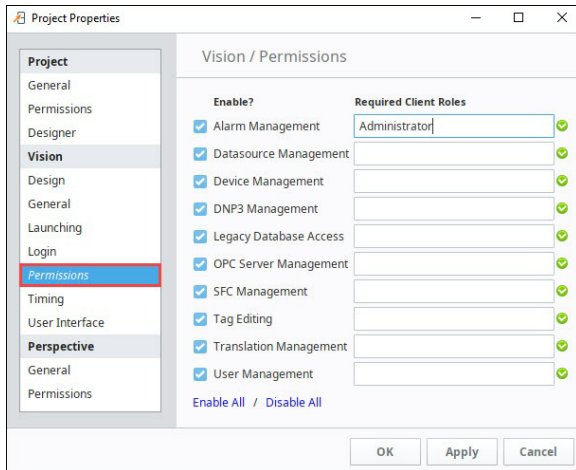 Project Properties
Project
General
Permissions
Designer
Vision
Design
General
Launching
Login
Permissions
Timing
User Interface
Perspective
General
Permissions
Vision / Permissions
Enable? Required Client Roles
Alarm Management Administrator
Datasource Management
Device Management
DNP3 Management
Legacy Database Access
OPC Server Management
SFC Management
Tag Editing
Translation Management
User Management
Enable All / Disable All
OK Apply Cancel